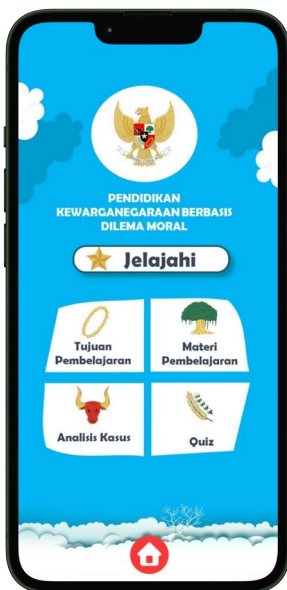 PENDIDIKAN
KEWARGANEGARAAN BERBASIS
DILEMA MORAL
Jelajahi
Tujuan
Pembelajaran
Materi
Pembelajaran
Analisis Kasus
Quiz